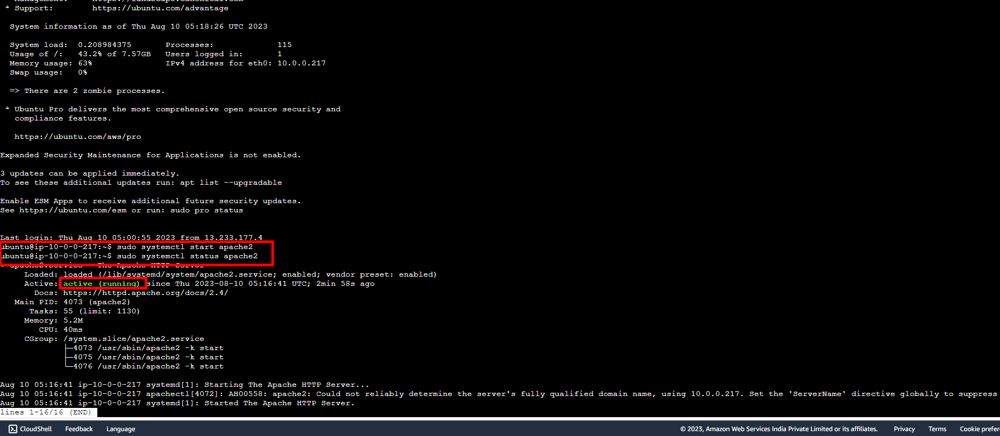 * Support:        https://ubuntu.com/advantage
System information as of Thu Aug 10 05:18:26 UTC 2023
System load:  0.208984375       Processes:             115
Usage of /:   43.2% of 7.57GB   Users logged in:       1
Memory usage: 63%               IPv4 address for eth0: 10.0.0.217
Swap usage:   0%
=> There are 2 zombie processes.
* Ubuntu Pro delivers the most comprehensive open source security and
compliance features.
https://ubuntu.com/aws/pro
Expanded Security Maintenance for Applications is not enabled.
3 updates can be applied immediately.
To see these additional updates run: apt list --upgradable
Enable ESM Apps to receive additional future security updates.
See https://ubuntu.com/esm or run: sudo pro status
Last login: Thu Aug 10 05:00:55 2023 from 13.233.177.4
ubuntu@ip-10-0-0-217:~$ sudo systemctl start apache2
ubuntu@ip-10-0-0-217:~$ sudo systemctl status apache2
apache2.service - The Apache HTTP Server
Loaded: loaded (/lib/systemd/system/apache2.service; enabled; vendor preset: enabled)
Active: active (running) since Thu 2023-08-10 05:16:41 UTC; 2min 58s ago
Docs: https://httpd.apache.org/docs/2.4/
Main PID: 4073 (apache2)
Tasks: 55 (limit: 1130)
Memory: 5.2M
CPU: 40ms
CGroup: /system.slice/apache2.service
├─4073 /usr/sbin/apache2 -k start
├─4075 /usr/sbin/apache2 -k start
└─4076 /usr/sbin/apache2 -k start
Aug 10 05:16:41 ip-10-0-0-217 systemd[1]: Starting The Apache HTTP Server...
Aug 10 05:16:41 ip-10-0-0-217 apachectl[4072]: AH00558: apache2: Could not reliably determine the server's fully qualified domain name, using 10.0.0.217. Set the 'ServerName' directive globally to suppress
Aug 10 05:16:41 ip-10-0-0-217 systemd[1]: Started The Apache HTTP Server.
lines 1-16/16 (END)
CloudShell Feedback Language © 2023, Amazon Web Services India Private Limited or its affiliates. Privacy Terms Cookie prefer